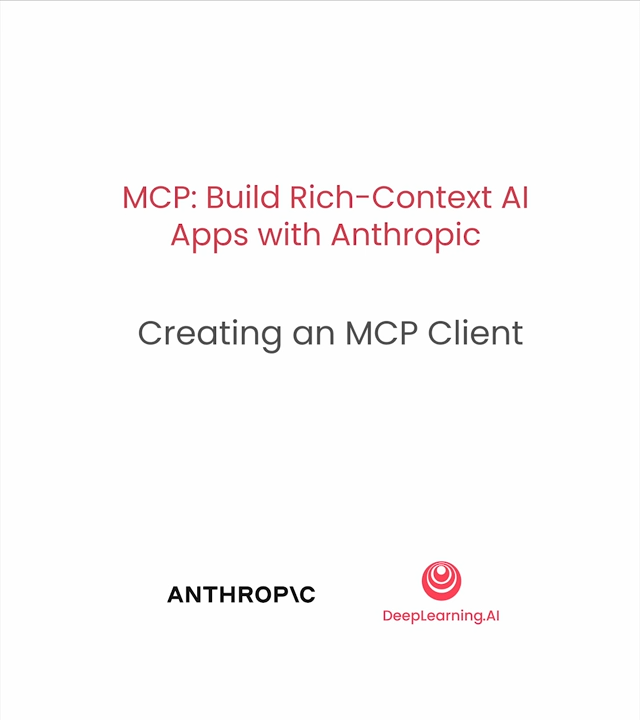 MCP: Build Rich-Context AI
Apps with Anthropic
Creating an MCP Client
ANTHROP\C
DeepLearning.AI